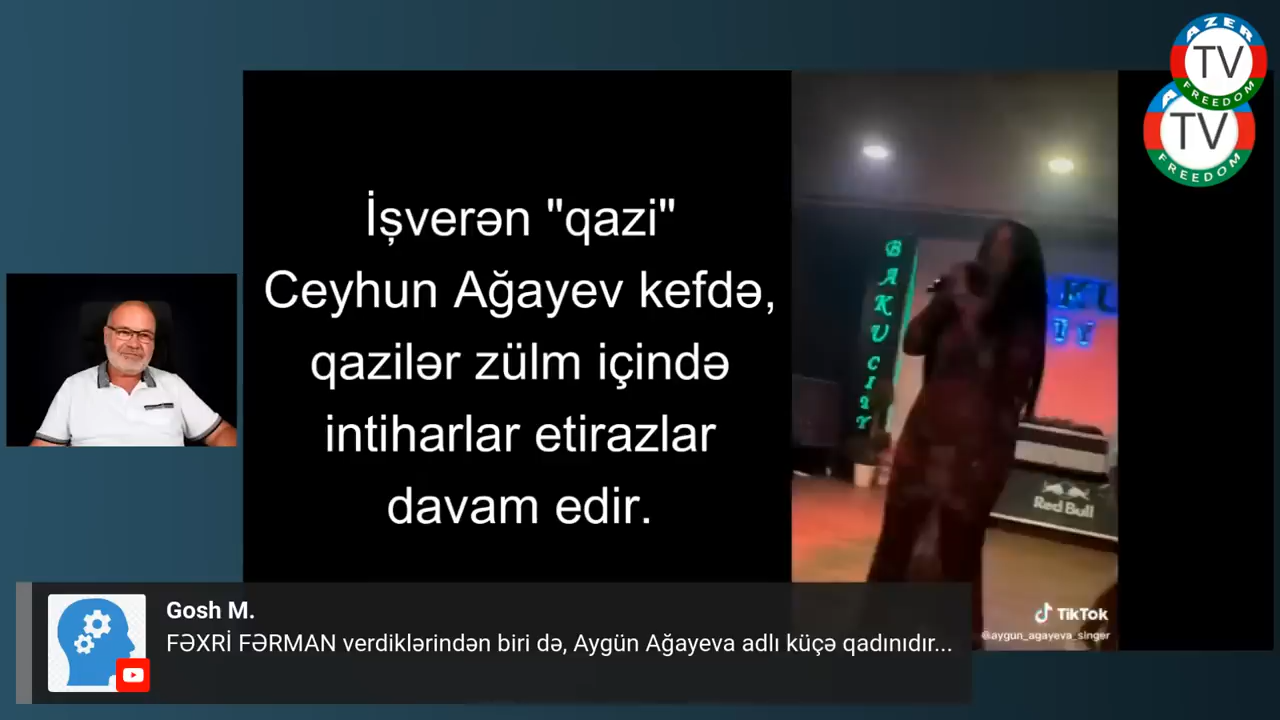 AZER
TV
FREEDOM
TV
FREEDOM
İşverən "qazi"
Ceyhun Ağayev kefdə,
qazilər zülm içində
intiharlar etirazlar
davam edir.
BAKU CITY
Red Bull
TikTok
@aygun_agayeva_singer
Gosh M.
FƏXRİ FƏRMAN verdiklərindən biri də, Aygün Ağayeva adlı küçə qadınıdır...